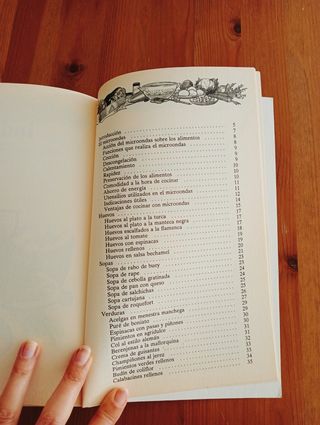 Introducción 5
El microondas 7
Acción del microondas sobre los alimentos
Funciones que realiza el microondas
Cocción
Descongelación
Calentamiento
Rapidez
Preservación de los alimentos
Comodidad a la hora de cocinar
Ahorro de energía
Utensilios utilizados en el microondas
Indicaciones útiles
Ventajas de cocinar con microondas
Huevos
Huevos al plato a la turca
Huevos al plato a la manteca negra
Huevos escalfados a la flamenca
Huevos al tomate
Huevos con espinacas
Huevos rellenos
Huevos en salsa bechamel
Sopas
Sopa de rabo de buey
Sopa de rape
Sopa de cebolla gratinada
Sopa de pan con queso
Sopa de salchichas
Sopa cartujana
Sopa de roquefort
Verduras
Acelgas en menestra manchega
Puré de boniato
Espinacas con pasas y piñones
Pimientos en agridulce
Col al estilo alemán
Berenjenas a la mallorquina
Crema de guisantes
Champiñones al jerez
Pimientos verdes rellenos
Budín de coliflor
Calabacines rellenos 35